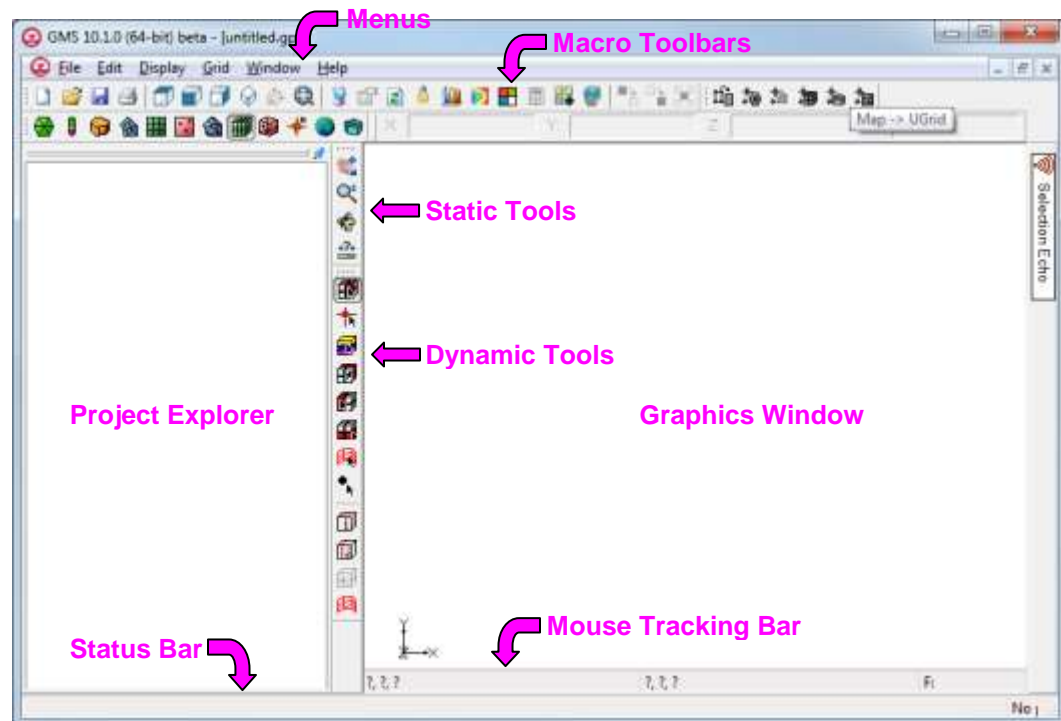 Menus
GMS 10.1.0 (64-bit) beta - [untitled.gp
Macro Toolbars
File Edit Display Grid Window Help
Map -> UGrid
X Y Z
Static Tools
Selection Echo
Dynamic Tools
Project Explorer
Graphics Window
Y
X
Mouse Tracking Bar
Status Bar
?, ?, ? ?, ?, ?
No